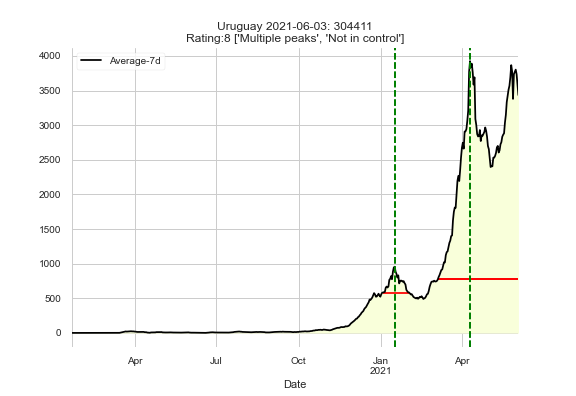 Uruguay 2021-06-03: 304411
Rating:8 ['Multiple peaks', 'Not in control']
Average-7d
4000
3500
3000
2500
2000
1500
1000
500
0
Apr
Jul
Oct
Jan
2021
Apr
Date